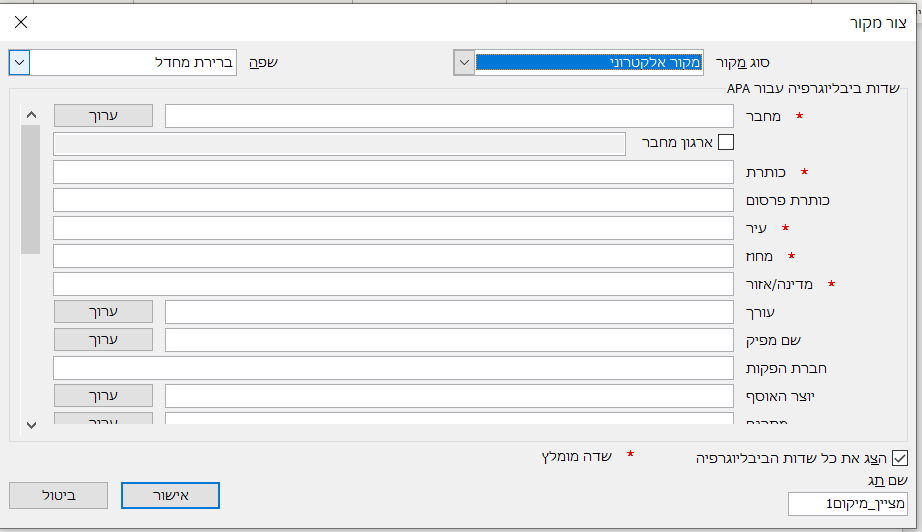 צור מקור
סוג מקור מקור אלקטרוני שפה ברירת מחדל
שדות ביבליוגרפיה עבור APA
* מחבר ערוך
ארגון מחבר
* כותרת
כותרת פרסום
* עיר
* מחוז
* מדינה/אזור
עורך ערוך
שם מפיק ערוך
חברת הפקות
יוצר האוסף ערוך
מתרגם ערוך
הצג את כל שדות הביבליוגרפיה * שדה מומלץ
שם תג
מציין_מיקום1
אישור ביטול